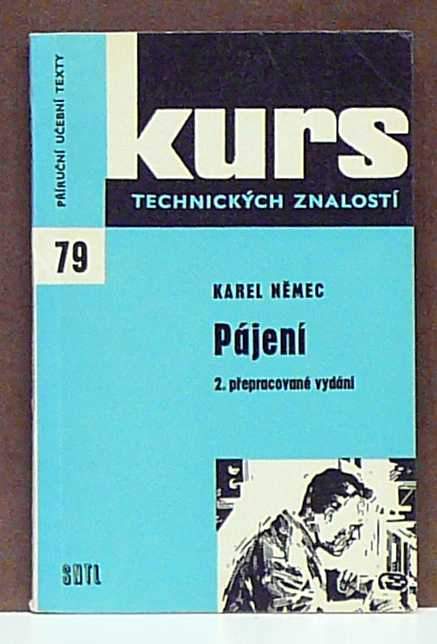 PŘÍRUČNÍ UČEBNÍ TEXTY
kurs
TECHNICKÝCH ZNALOSTÍ
79
KAREL NĚMEC
Pájení
2. přepracované vydání
SNTL